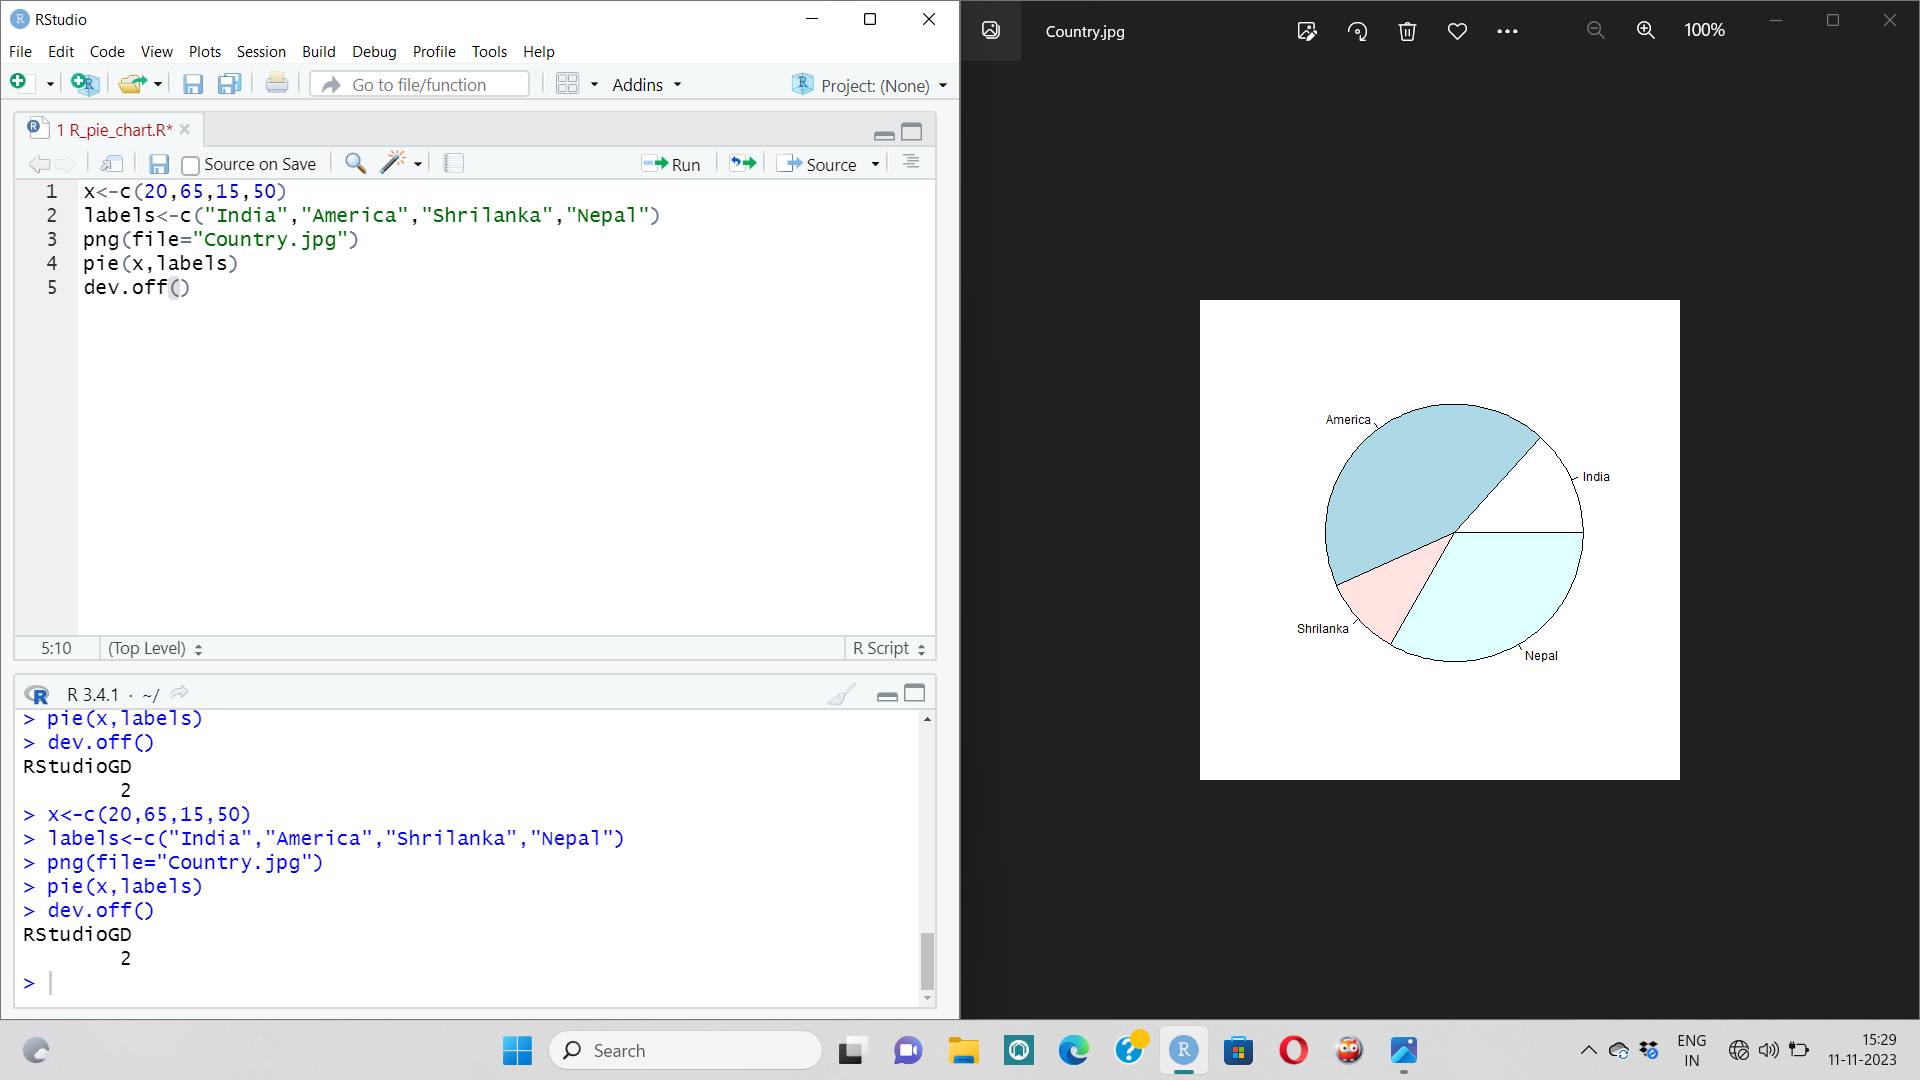 RStudio
File Edit Code View Plots Session Build Debug Profile Tools Help
Go to file/function Addins Project: (None)
1 R_pie_chart.R*
Source on Save Run Source
1 x<-c(20,65,15,50)
2 labels<-c("India","America","Shrilanka","Nepal")
3 png(file="Country.jpg")
4 pie(x,labels)
5 dev.off()
5:10 (Top Level) R Script
R 3.4.1 · ~/
> pie(x,labels)
> dev.off()
RStudioGD
2
> x<-c(20,65,15,50)
> labels<-c("India","America","Shrilanka","Nepal")
> png(file="Country.jpg")
> pie(x,labels)
> dev.off()
RStudioGD
2
>
Country.jpg 100%
America
India
Shrilanka
Nepal
Search
ENG
IN
15:29
11-11-2023